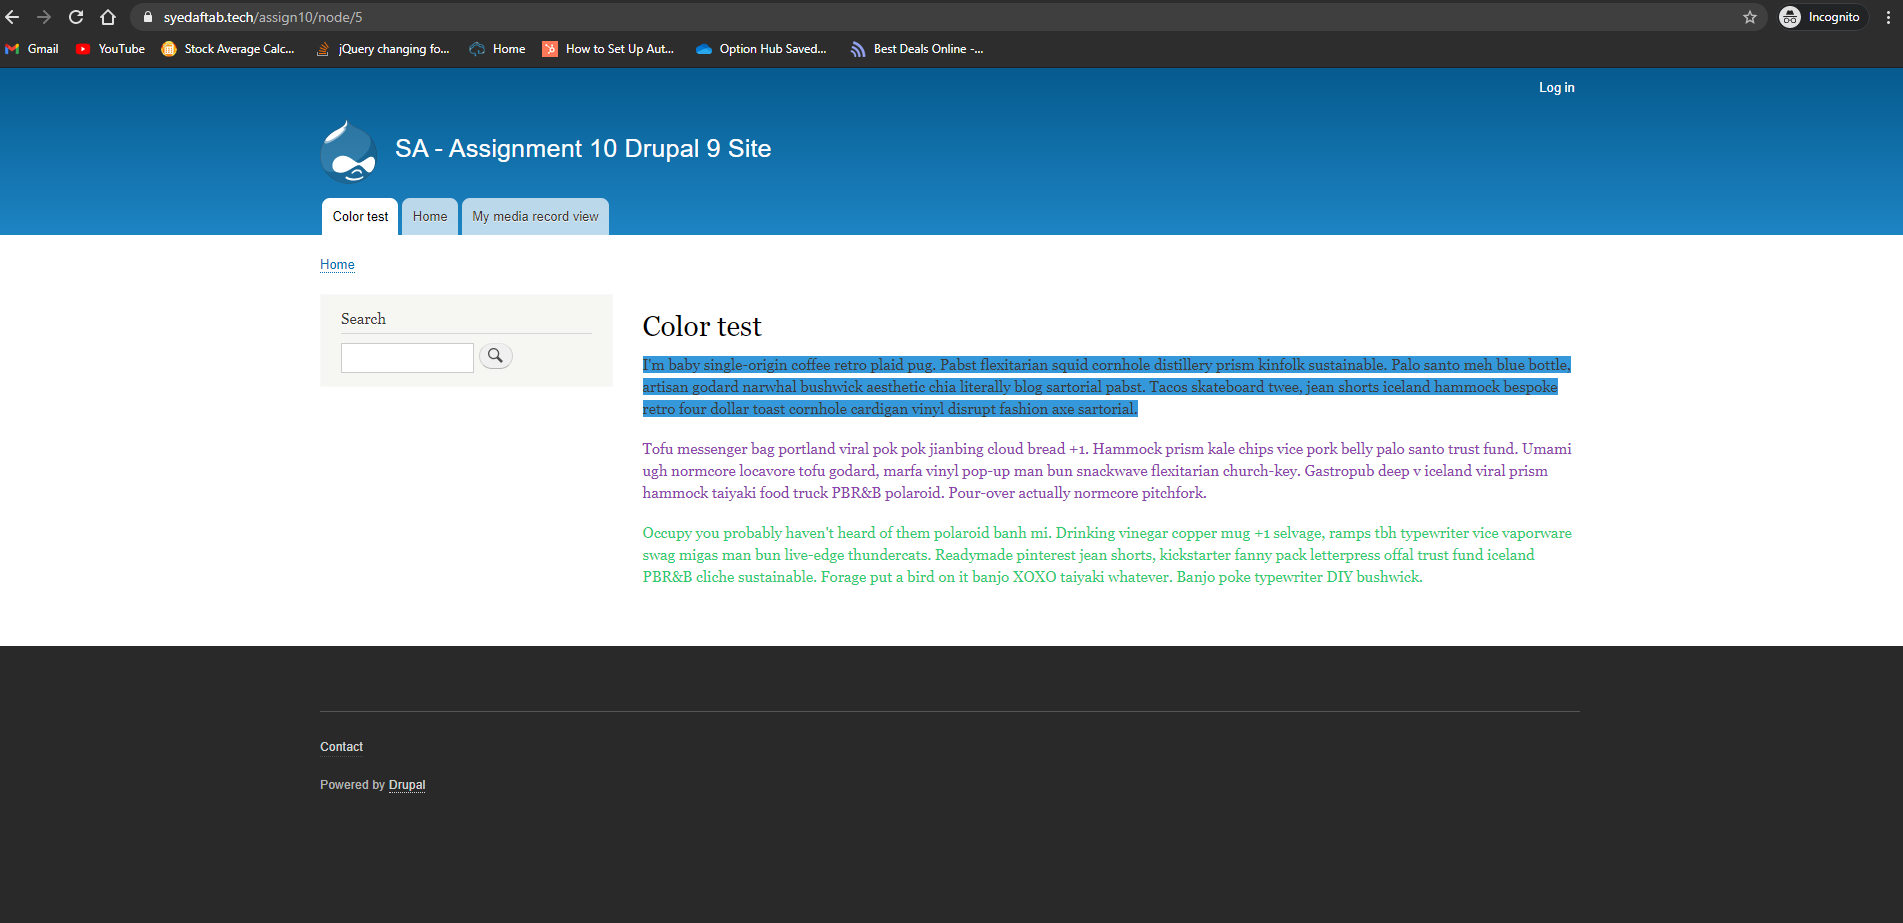 syedaftab.tech/assign10/node/5
Incognito
Gmail YouTube Stock Average Calc... jQuery changing fo... Home How to Set Up Aut... Option Hub Saved... Best Deals Online -...
Log in
SA - Assignment 10 Drupal 9 Site
Color test Home My media record view
Home
Search
Color test
I'm baby single-origin coffee retro plaid pug. Pabst flexitarian squid cornhole distillery prism kinfolk sustainable. Palo santo meh blue bottle,
artisan godard narwhal bushwick aesthetic chia literally blog sartorial pabst. Tacos skateboard twee, jean shorts iceland hammock bespoke
retro four dollar toast cornhole cardigan vinyl disrupt fashion axe sartorial.
Tofu messenger bag portland viral pok pok jianbing cloud bread +1. Hammock prism kale chips vice pork belly palo santo trust fund. Umami
ugh normcore locavore tofu godard, marfa vinyl pop-up man bun snackwave flexitarian church-key. Gastropub deep v iceland viral prism
hammock taiyaki food truck PBR&B polaroid. Pour-over actually normcore pitchfork.
Occupy you probably haven't heard of them polaroid banh mi. Drinking vinegar copper mug +1 selvage, ramps tbh typewriter vice vaporware
swag migas man bun live-edge thundercats. Readymade pinterest jean shorts, kickstarter fanny pack letterpress offal trust fund iceland
PBR&B cliche sustainable. Forage put a bird on it banjo XOXO taiyaki whatever. Banjo poke typewriter DIY bushwick.
Contact
Powered by Drupal